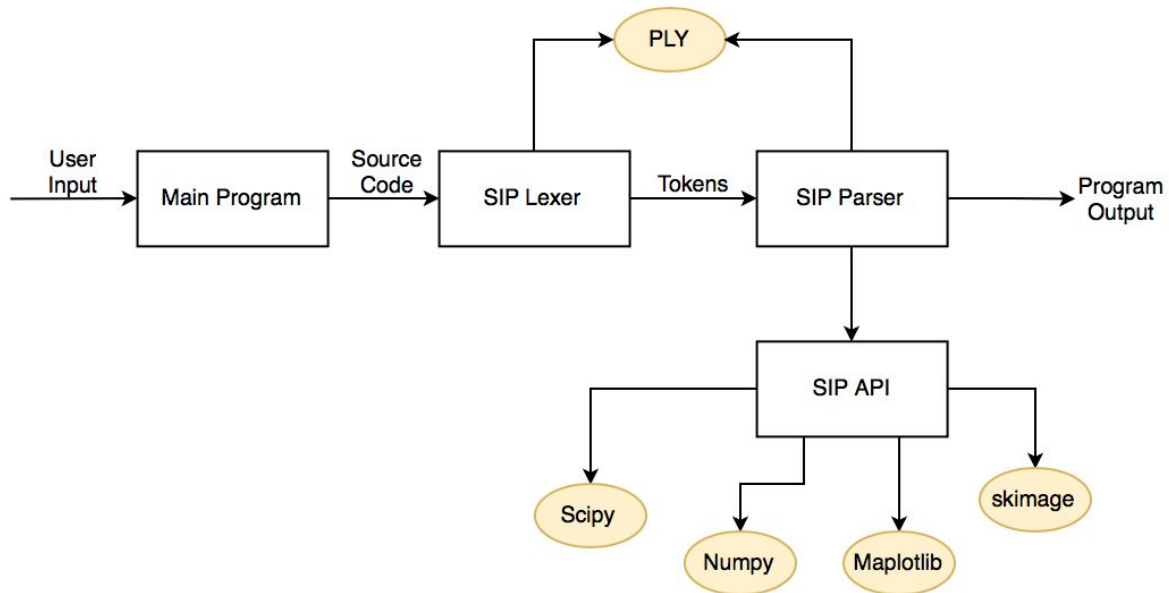 PLY
User
Input
Main Program
Source
Code
SIP Lexer
Tokens
SIP Parser
Program
Output
SIP API
Scipy
Numpy
Maplotlib
skimage